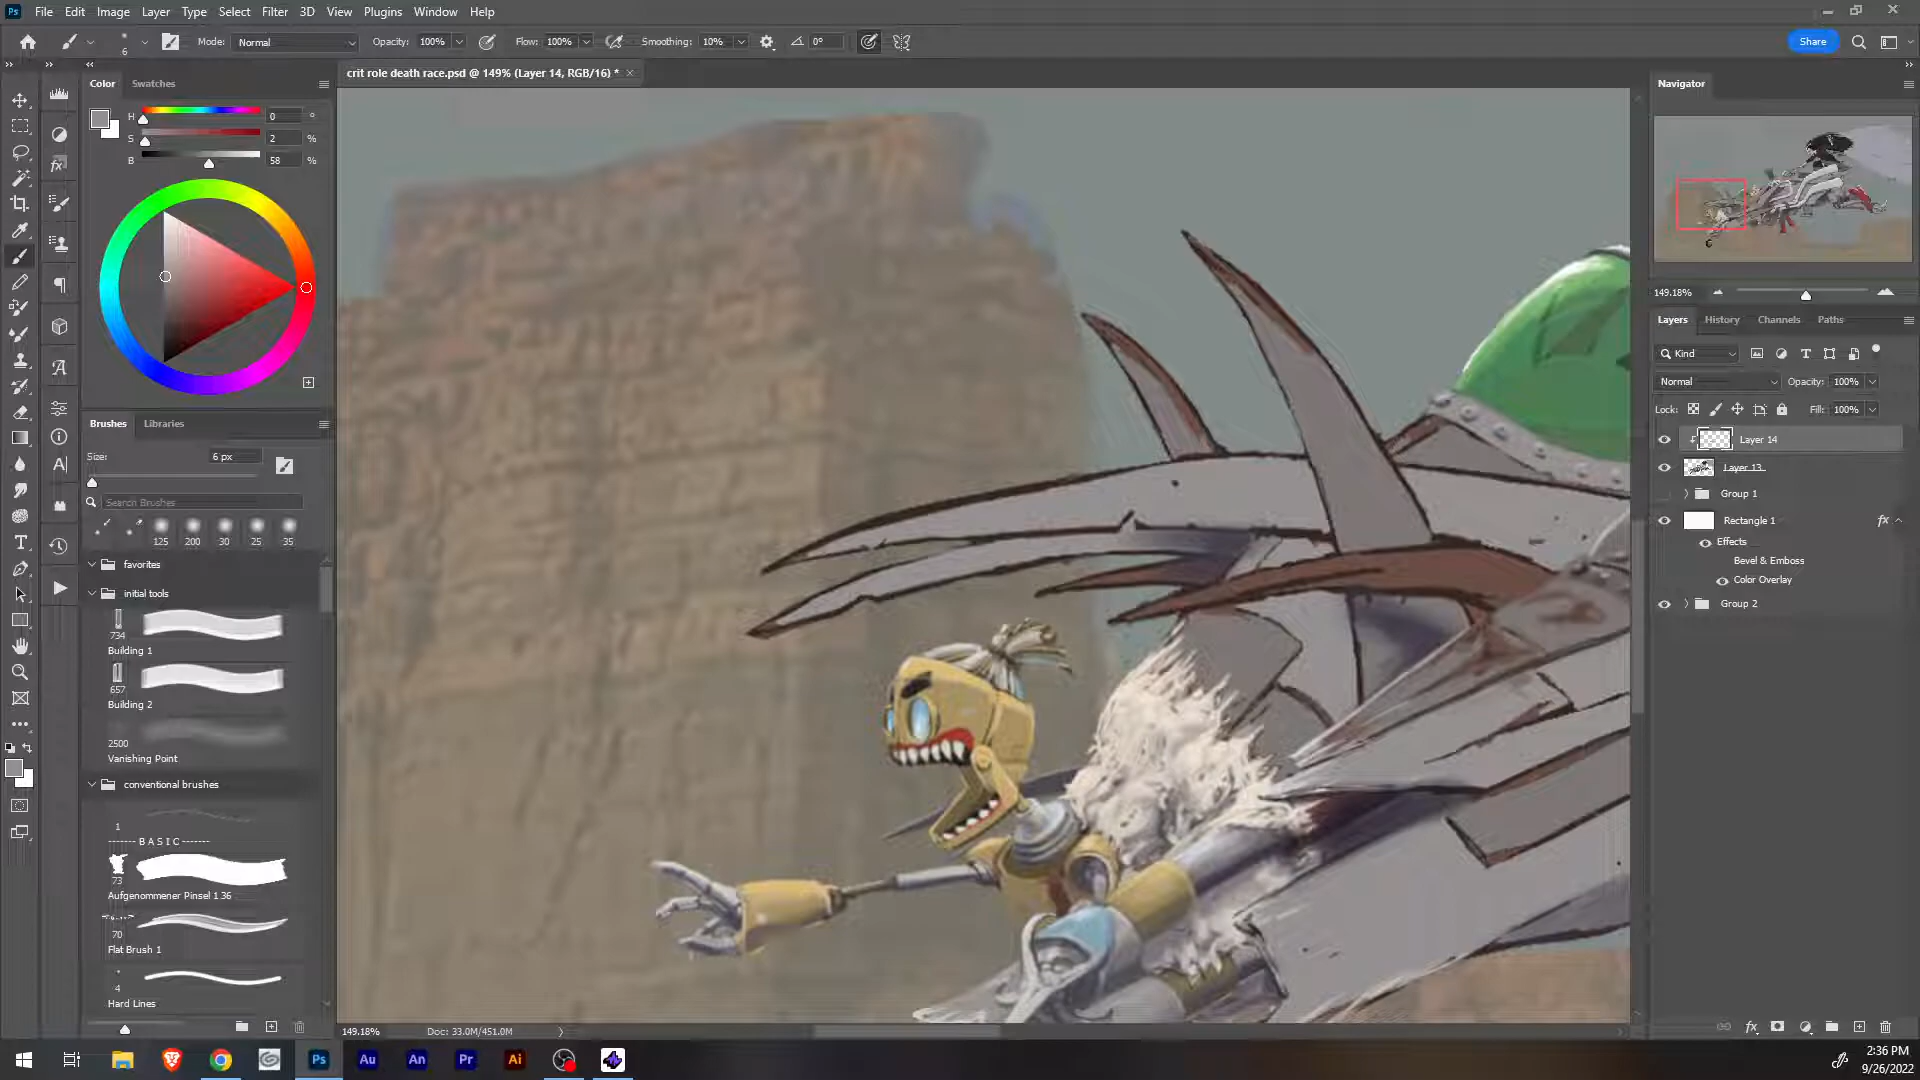 Ps File Edit Image Layer Type Select Filter 3D View Plugins Window Help
6 Mode: Normal Opacity: 100% Flow: 100% Smoothing: 10% 0° Share
crit role death race.psd @ 149% (Layer 14, RGB/16) *
Color Swatches
H 0 °
S 2 %
B 58 %
Brushes Libraries
Size: 6 px
Search Brushes
125 200 30 25 35
favorites
initial tools
734
Building 1
657
Building 2
2500
Vanishing Point
conventional brushes
1
------- B A S I C -------
73
Aufgenommener Pinsel 1 36
70
Flat Brush 1
4
Hard Lines
149.18% Doc: 33.0M/451.0M
Navigator
149.18%
Layers History Channels Paths
Kind
Normal Opacity: 100%
Lock: Fill: 100%
Layer 14
Layer 13
Group 1
Rectangle 1 fx
Effects
Bevel & Emboss
Color Overlay
Group 2
Ps Au An Pr Ai
2:36 PM
9/26/2022